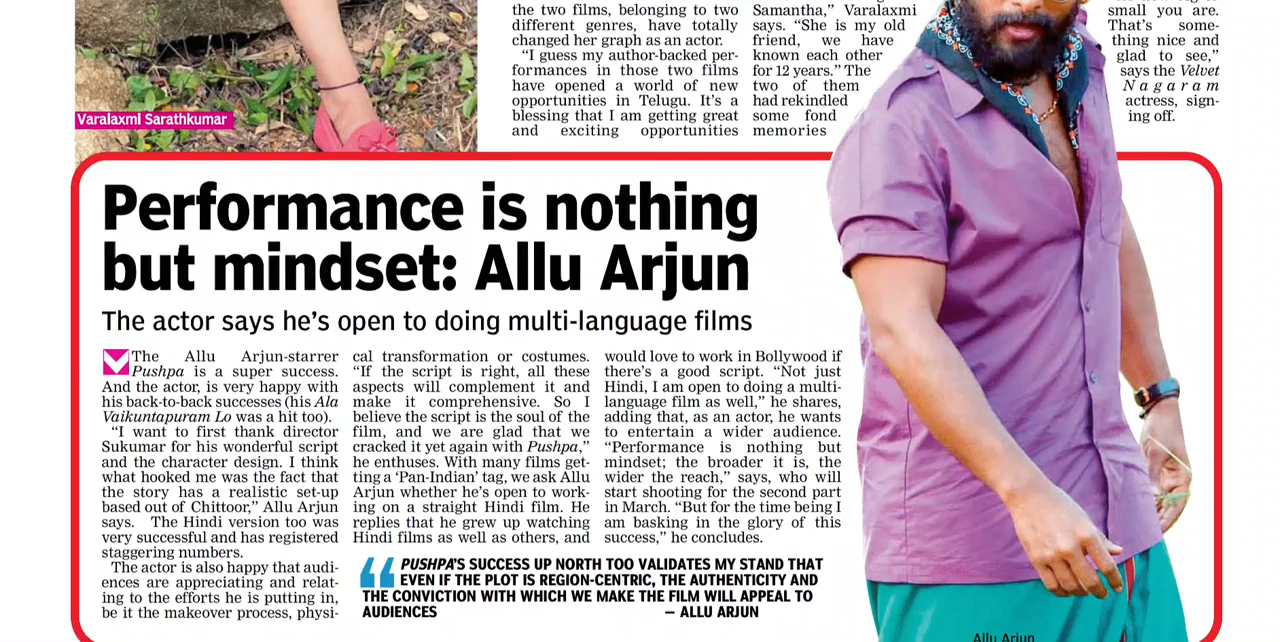 the two films, belonging to two
different genres, have totally
changed her graph as an actor.
"I guess my author-backed per-
formances in those two films
have opened a world of new
opportunities in Telugu. It's a
blessing that I am getting great
and exciting opportunities
Samantha," Varalaxmi
says. "She is my old
friend, we have
known each other
for 12 years." The
two of them
had rekindled
some fond
memories
small you are.
That's some-
thing nice and
glad to see,"
says the Velvet
Nagaram
actress, sign-
ing off.
Varalaxmi Sarathkumar
Performance is nothing
but mindset: Allu Arjun
The actor says he's open to doing multi-language films
The Allu Arjun-starrer
Pushpa is a super success.
And the actor, is very happy with
his back-to-back successes (his Ala
Vaikuntapuram Lo was a hit too).
"I want to first thank director
Sukumar for his wonderful script
and the character design. I think
what hooked me was the fact that
the story has a realistic set-up
based out of Chittoor," Allu Arjun
says. The Hindi version too was
very successful and has registered
staggering numbers.
The actor is also happy that audi-
ences are appreciating and relat-
ing to the efforts he is putting in,
be it the makeover process, physi-
cal transformation or costumes.
"If the script is right, all these
aspects will complement it and
make it comprehensive. So I
believe the script is the soul of the
film, and we are glad that we
cracked it yet again with Pushpa,"
he enthuses. With many films get-
ting a 'Pan-Indian' tag, we ask Allu
Arjun whether he's open to work-
ing on a straight Hindi film. He
replies that he grew up watching
Hindi films as well as others, and
would love to work in Bollywood if
there's a good script. "Not just
Hindi, I am open to doing a multi-
language film as well," he shares,
adding that, as an actor, he wants
to entertain a wider audience.
"Performance is nothing but
mindset; the broader it is, the
wider the reach," says, who will
start shooting for the second part
in March. "But for the time being I
am basking in the glory of this
success," he concludes.
"PUSHPA'S SUCCESS UP NORTH TOO VALIDATES MY STAND THAT
EVEN IF THE PLOT IS REGION-CENTRIC, THE AUTHENTICITY AND
THE CONVICTION WITH WHICH WE MAKE THE FILM WILL APPEAL TO
AUDIENCES — ALLU ARJUN
Allu Arjun